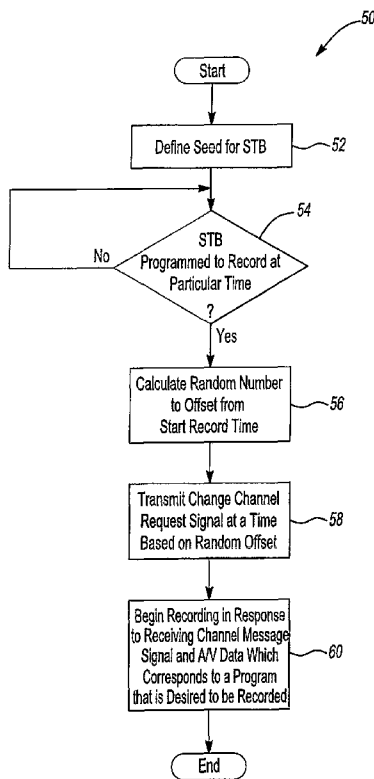 50
Start
Define Seed for STB
52
54
STB
Programmed to Record at
Particular Time
?
No
Yes
Calculate Random Number
to Offset from
Start Record Time
56
Transmit Change Channel
Request Signal at a Time
Based on Random Offset
58
Begin Recording in Response
to Receiving Channel Message
Signal and A/V Data Which
Corresponds to a Program
that is Desired to be Recorded
60
End